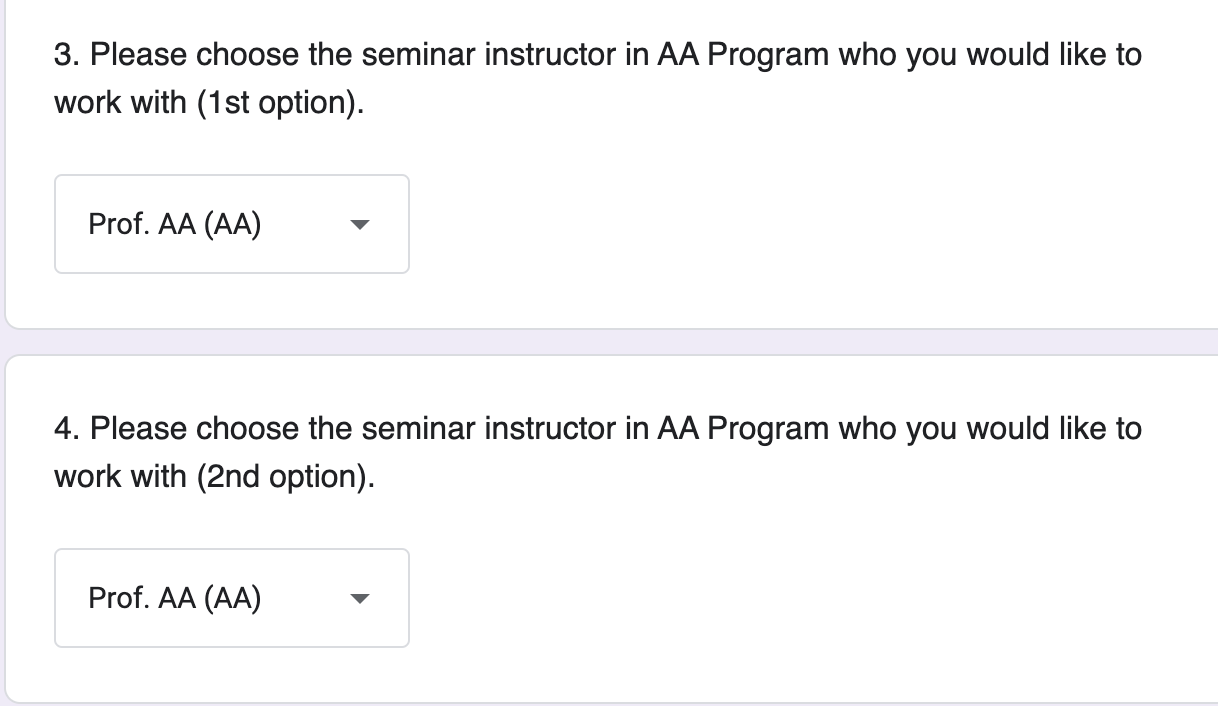 3. Please choose the seminar instructor in AA Program who you would like to
work with (1st option).
Prof. AA (AA)
4. Please choose the seminar instructor in AA Program who you would like to
work with (2nd option).
Prof. AA (AA)